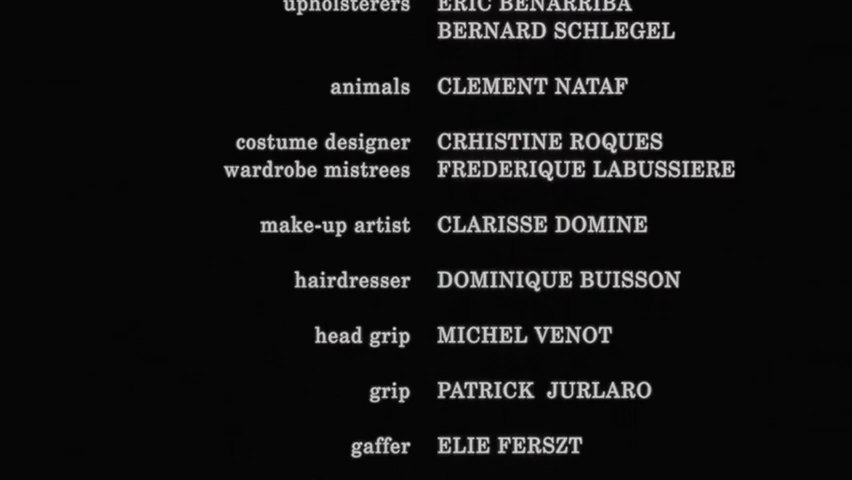 upholsterers ERIC BENARRIBA
BERNARD SCHLEGEL
animals CLEMENT NATAF
costume designer CRHISTINE ROQUES
wardrobe mistrees FREDERIQUE LABUSSIERE
make-up artist CLARISSE DOMINE
hairdresser DOMINIQUE BUISSON
head grip MICHEL VENOT
grip PATRICK JURLARO
gaffer ELIE FERSZT